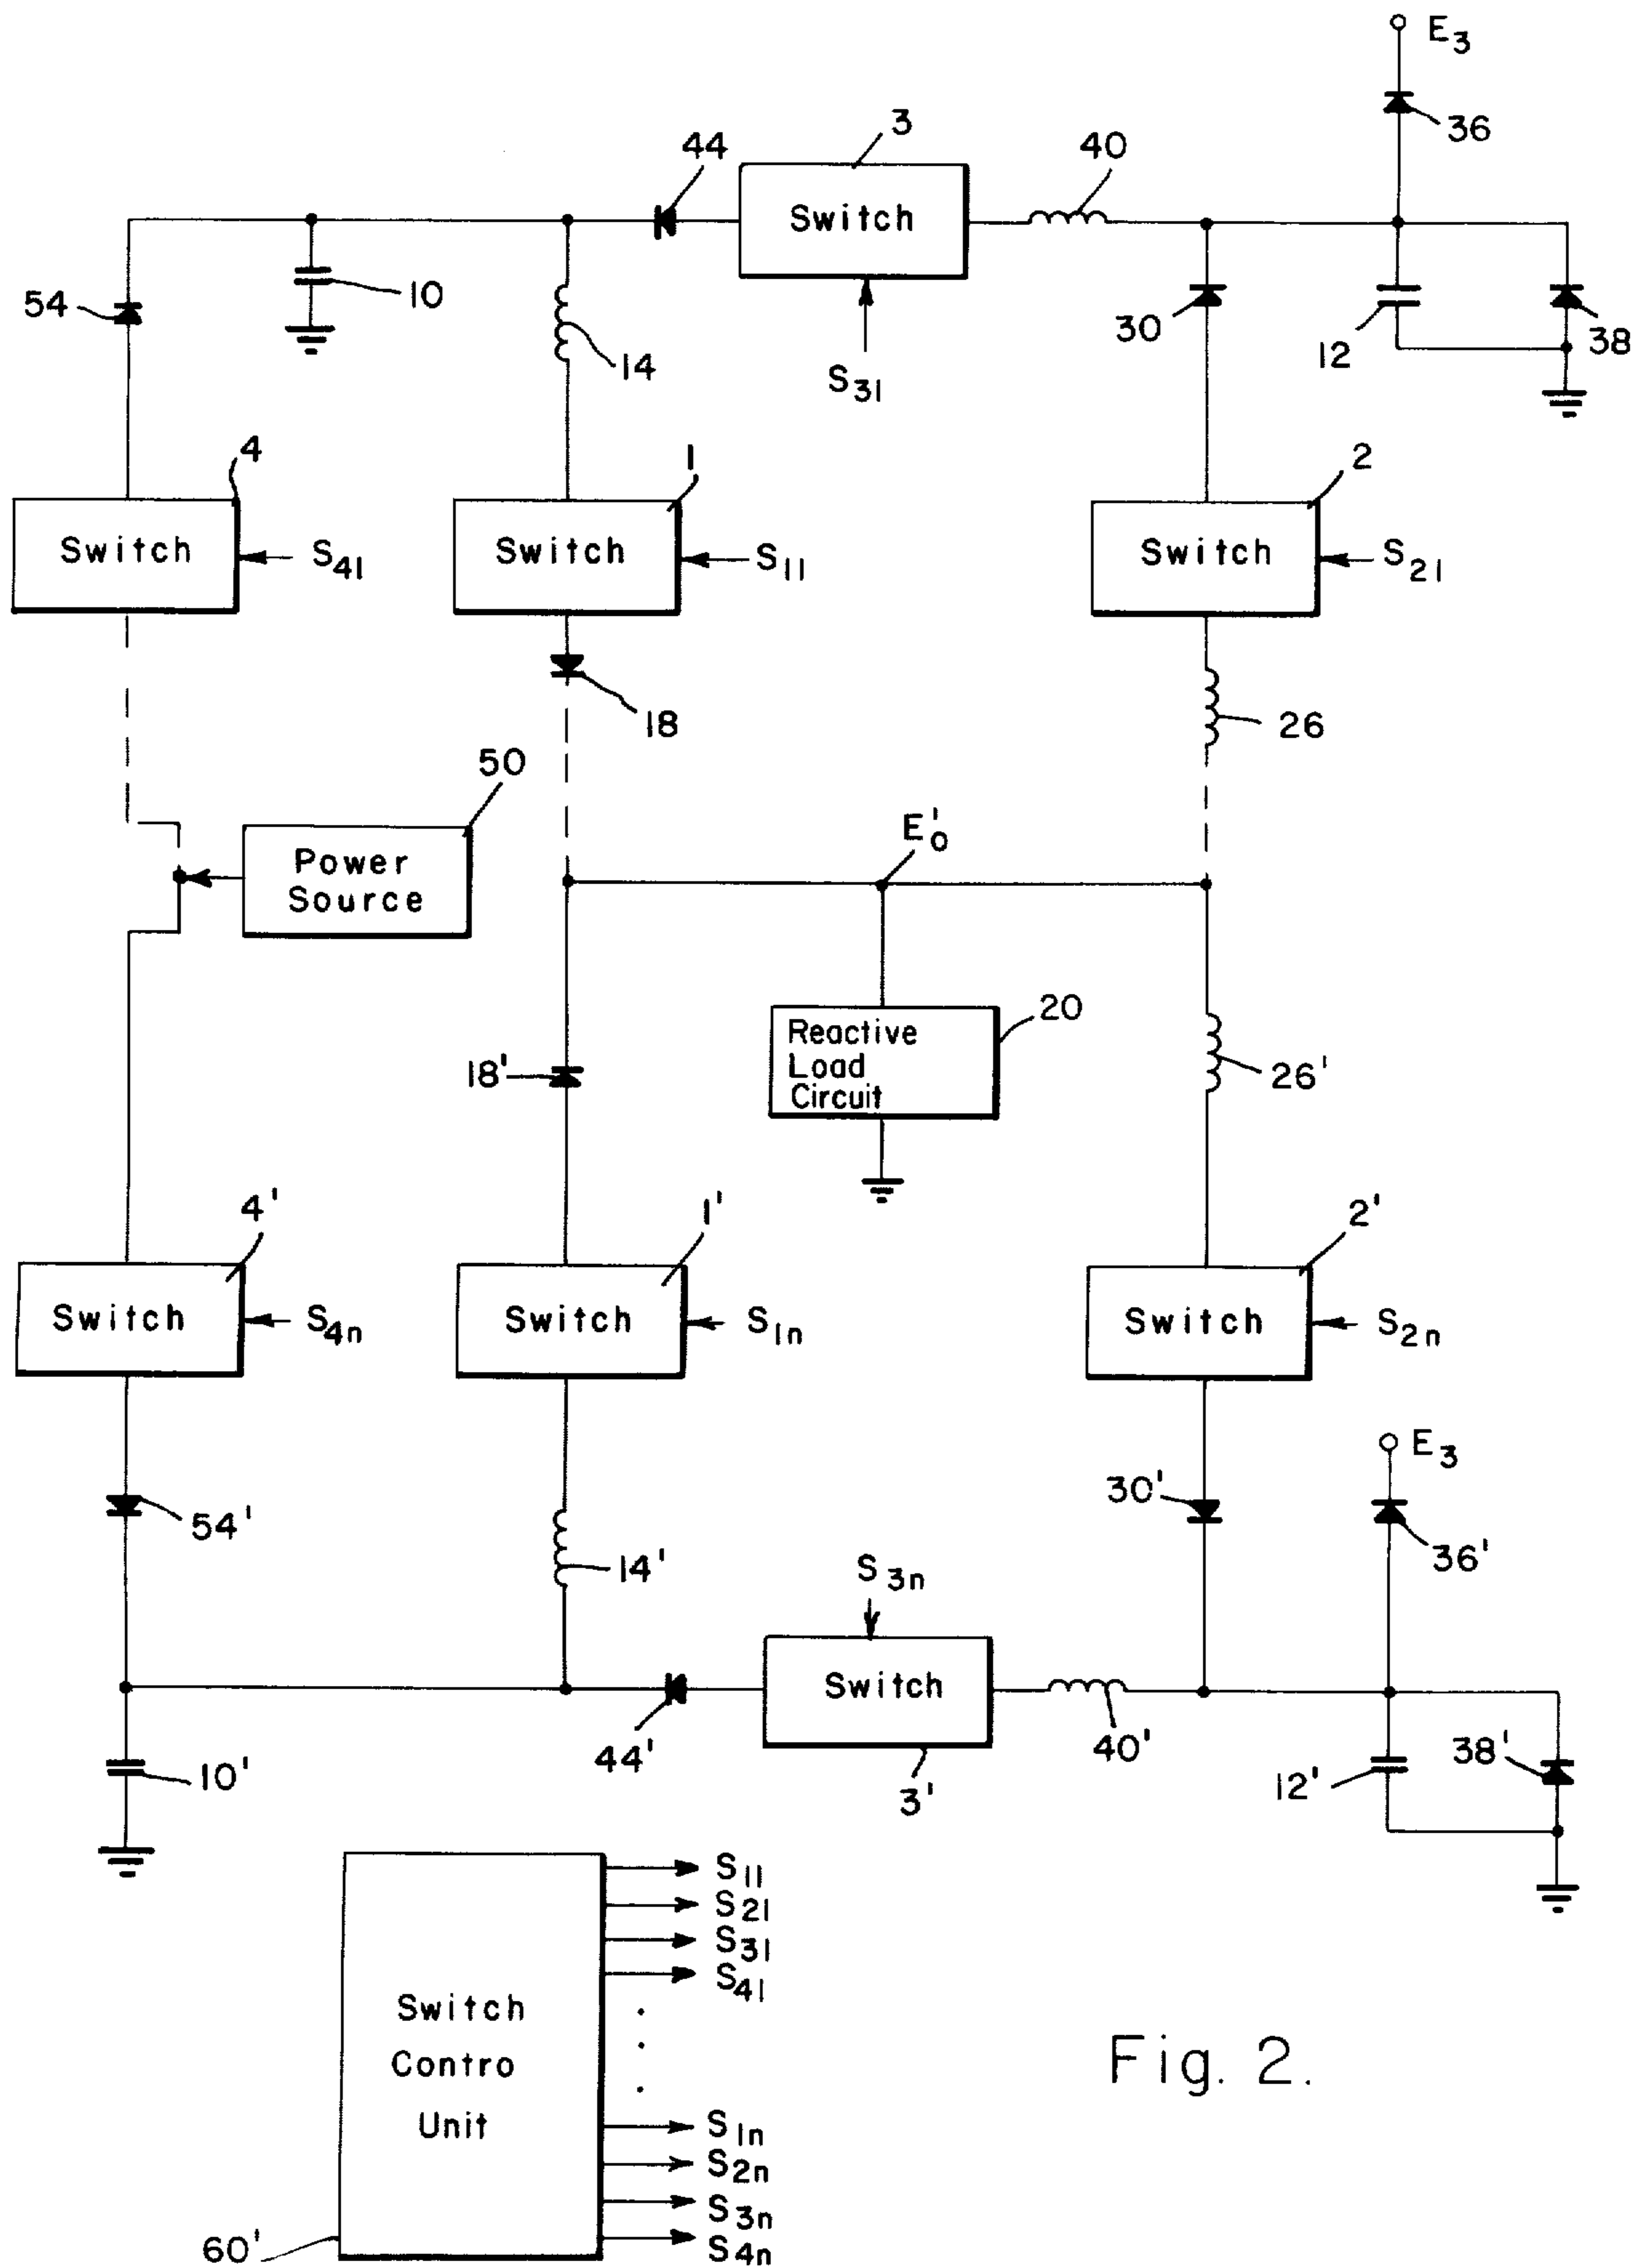 E3
36
44
3
40
Switch
54
10
14
S31
30
12
38
4
1
2
Switch
S41
Switch
S11
Switch
S21
18
26
50
Power
Source
E'o
20
Reactive
Load
Circuit
18'
26'
4'
1'
2'
Switch
S4n
Switch
S1n
Switch
S2n
E3
54'
30'
36'
14'
S3n
Switch
44'
3'
40'
10'
12'
38'
S11
S21
S31
S41
Switch
Contro
Unit
S1n
S2n
S3n
S4n
60'
Fig. 2.